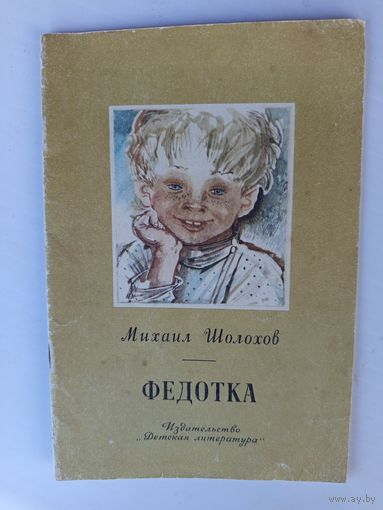 Михаил Шолохов
ФЕДОТКА
Издательство
„Детская литература“
www.ay.by